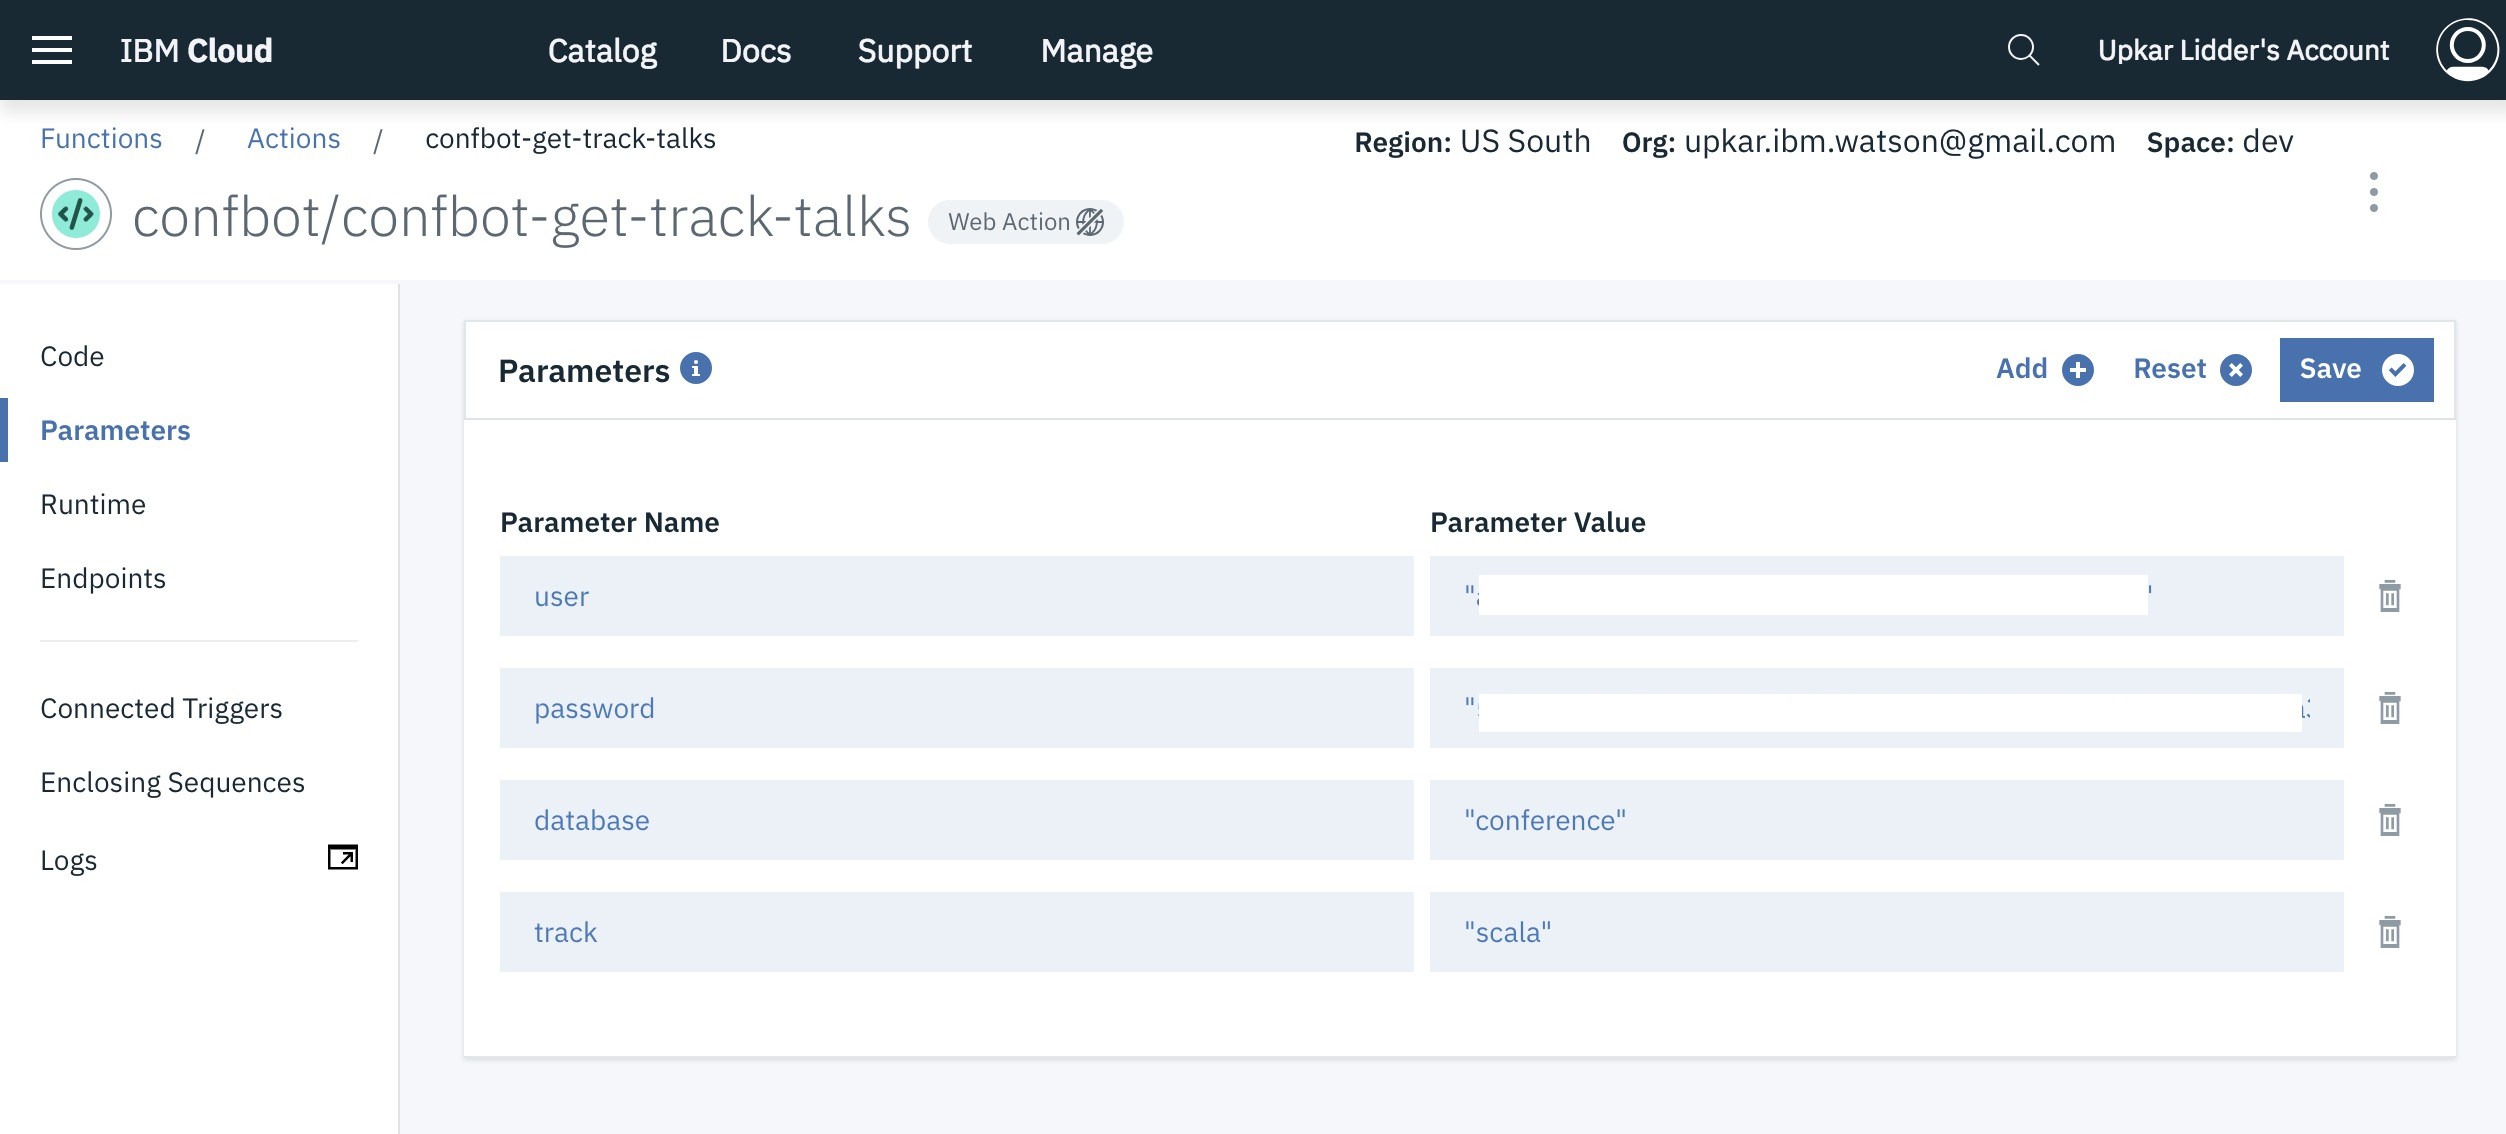 IBM Cloud Catalog Docs Support Manage Upkar Lidder's Account
Functions / Actions / confbot-get-track-talks
Region: US South Org: upkar.ibm.watson@gmail.com Space: dev
confbot/confbot-get-track-talks Web Action
Code
Parameters
Runtime
Endpoints
Connected Triggers
Enclosing Sequences
Logs
Parameters Add Reset Save
Parameter Name Parameter Value
user
password
database "conference"
track "scala"